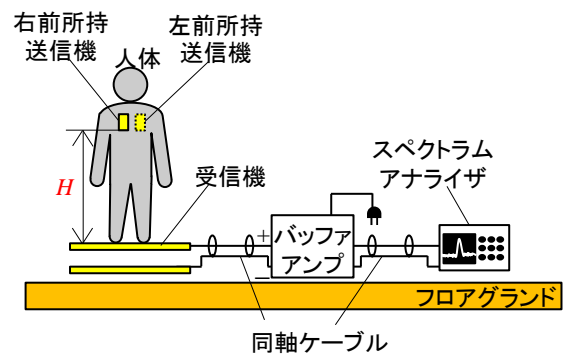 右前所持
送信機
人体
左前所持
送信機
H
受信機
スペクトラム
アナライザ
+
バッファ
アンプ
−
フロアグランド
同軸ケーブル